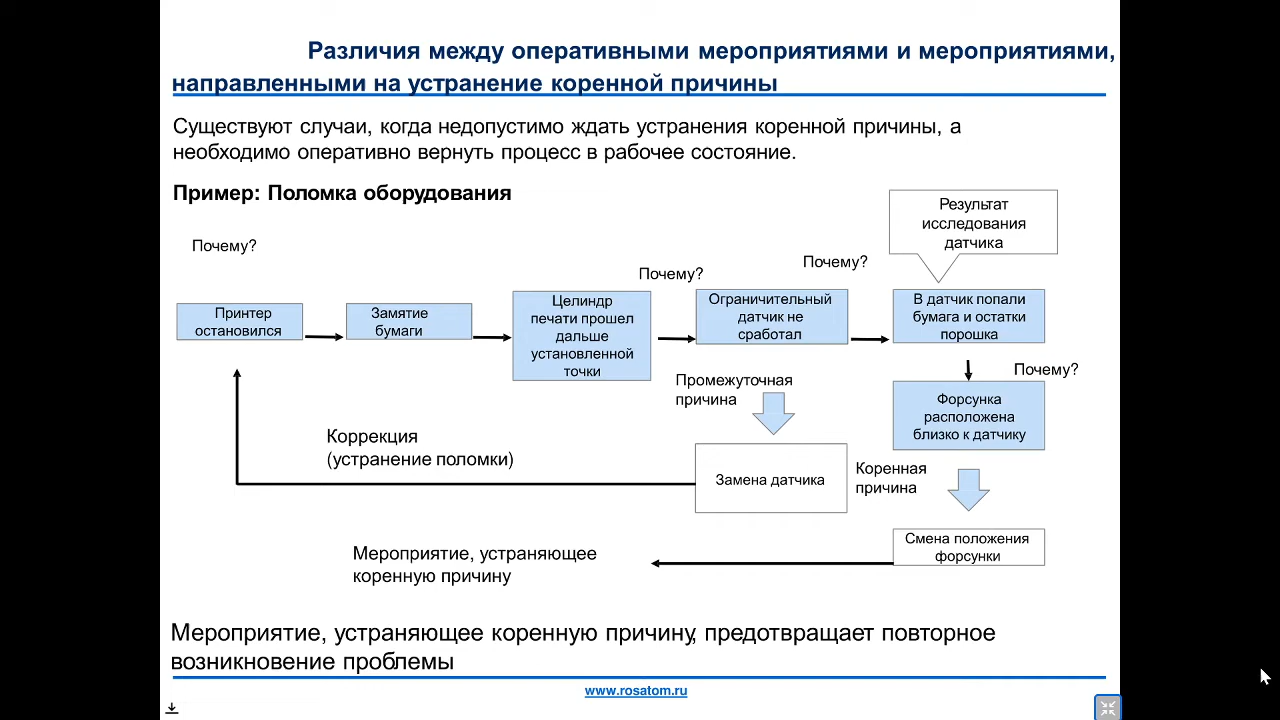 Различия между оперативными мероприятиями и мероприятиями,
направленными на устранение коренной причины
Существуют случаи, когда недопустимо ждать устранения коренной причины, а
необходимо оперативно вернуть процесс в рабочее состояние.
Пример: Поломка оборудования
Результат
исследования
датчика
Почему?
Почему?
Почему?
Принтер
остановился
Замятие
бумаги
Целиндр
печати прошел
дальше
установленной
точки
Ограничительный
датчик не
сработал
В датчик попали
бумага и остатки
порошка
Почему?
Промежуточная
причина
Форсунка
расположена
близко к датчику
Коррекция
(устранение поломки)
Замена датчика
Коренная
причина
Смена положения
форсунки
Мероприятие, устраняющее
коренную причину
Мероприятие, устраняющее коренную причину, предотвращает повторное
возникновение проблемы
www.rosatom.ru